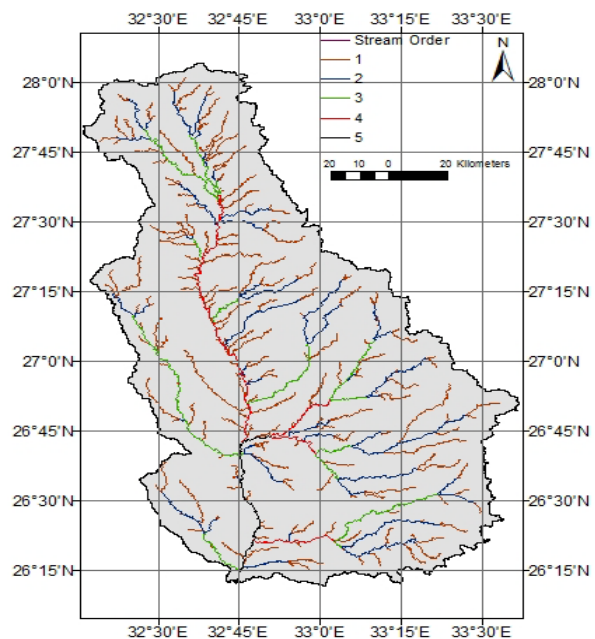 32°30'E 32°45'E 33°0'E 33°15'E 33°30'E
Stream Order
1
2
3
4
5
N
28°0'N 28°0'N
20 10 0 20 Kilometers
27°45'N 27°45'N
27°30'N 27°30'N
27°15'N 27°15'N
27°0'N 27°0'N
26°45'N 26°45'N
26°30'N 26°30'N
26°15'N 26°15'N
32°30'E 32°45'E 33°0'E 33°15'E 33°30'E